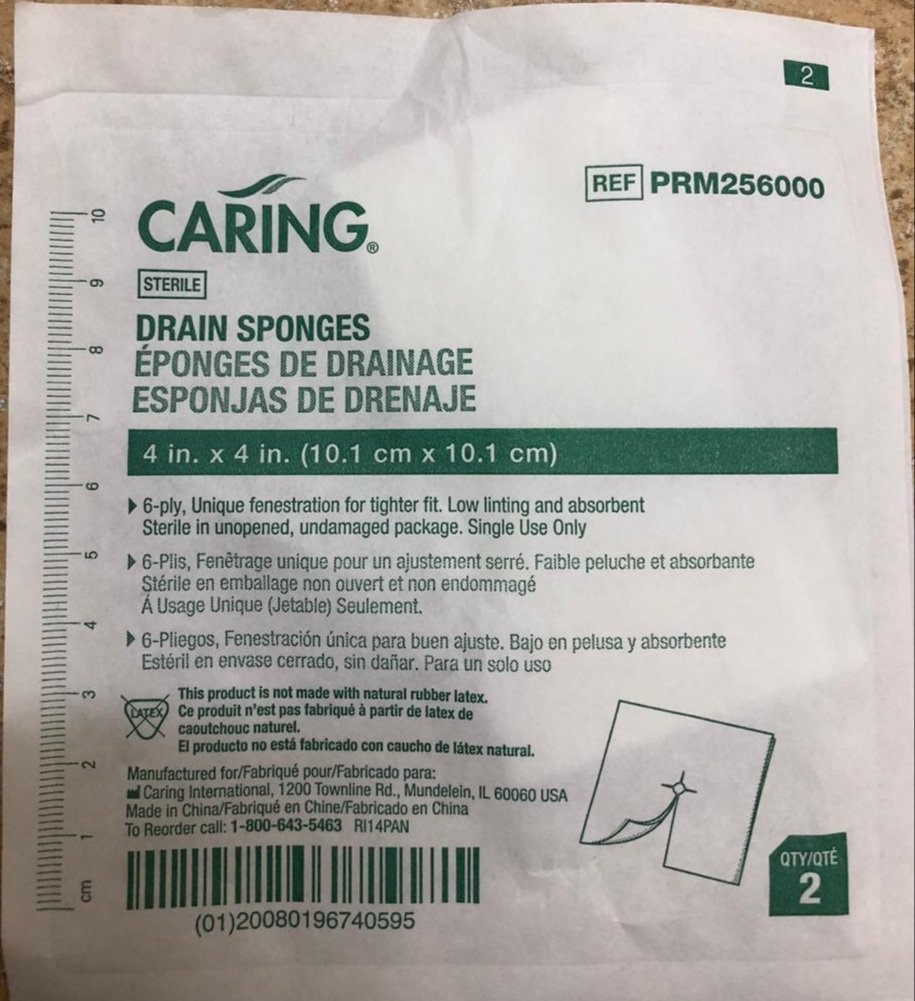 2
REF PRM256000
CARING®
STERILE
DRAIN SPONGES
ÉPONGES DE DRAINAGE
ESPONJAS DE DRENAJE
4 in. x 4 in. (10.1 cm x 10.1 cm)
6-ply, Unique fenestration for tighter fit. Low linting and absorbent
Sterile in unopened, undamaged package. Single Use Only
6-Plis, Fenêtrage unique pour un ajustement serré. Faible peluche et absorbante
Stérile en emballage non ouvert et non endommagé
Á Usage Unique (Jetable) Seulement.
6-Pliegos, Fenestración única para buen ajuste. Bajo en pelusa y absorbente
Estéril en envase cerrado, sin dañar. Para un solo uso
LATEX
This product is not made with natural rubber latex.
Ce produit n'est pas fabriqué à partir de latex de
caoutchouc naturel.
El producto no está fabricado con caucho de látex natural.
Manufactured for/Fabriqué pour/Fabricado para:
Caring International, 1200 Townline Rd., Mundelein, IL 60060 USA
Made in China/Fabriqué en Chine/Fabricado en China
To Reorder call: 1-800-643-5463 RI14PAN
(01)20080196740595
QTY/QTÉ
2
10
9
8
7
6
5
4
3
2
1
cm